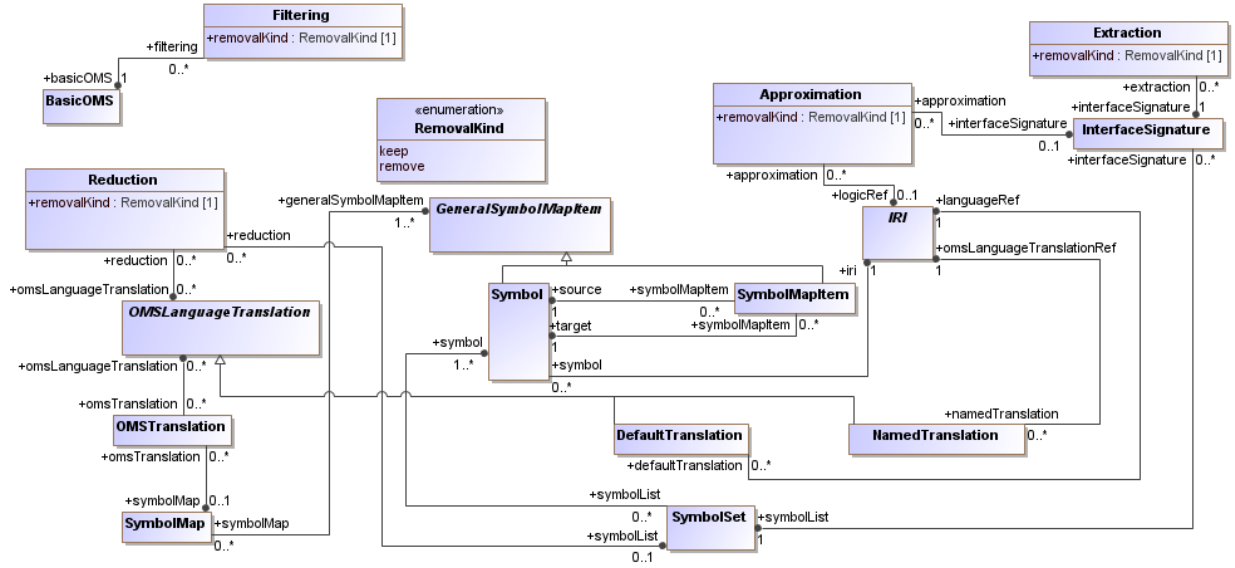 Filtering
+removalKind : RemovalKind [1]
+filtering
0..*
+basicOMS
1
BasicOMS
«enumeration»
RemovalKind
keep
remove
Extraction
+removalKind : RemovalKind [1]
+extraction
0..*
+interfaceSignature
1
InterfaceSignature
+interfaceSignature
0..*
Approximation
+removalKind : RemovalKind [1]
+approximation
0..*
+interfaceSignature
0..1
+approximation
0..*
+logicRef
0..1
IRI
+languageRef
1
+omsLanguageTranslationRef
1
+iri
1
Reduction
+removalKind : RemovalKind [1]
+reduction
0..*
+reduction
0..*
+omsLanguageTranslation
0..*
OMSLanguageTranslation
+omsLanguageTranslation
0..*
+generalSymbolMapItem
1..*
GeneralSymbolMapItem
Symbol
+source
1
+symbolMapItem
0..*
SymbolMapItem
+target
1
+symbolMapItem
0..*
+symbol
1..*
+symbol
0..*
+omsTranslation
0..*
OMSTranslation
+omsTranslation
0..*
DefaultTranslation
+defaultTranslation
0..*
+namedTranslation
NamedTranslation
0..*
+symbolMap
0..1
SymbolMap
+symbolMap
0..*
+symbolList
0..*
+symbolList
0..1
SymbolSet
+symbolList
1